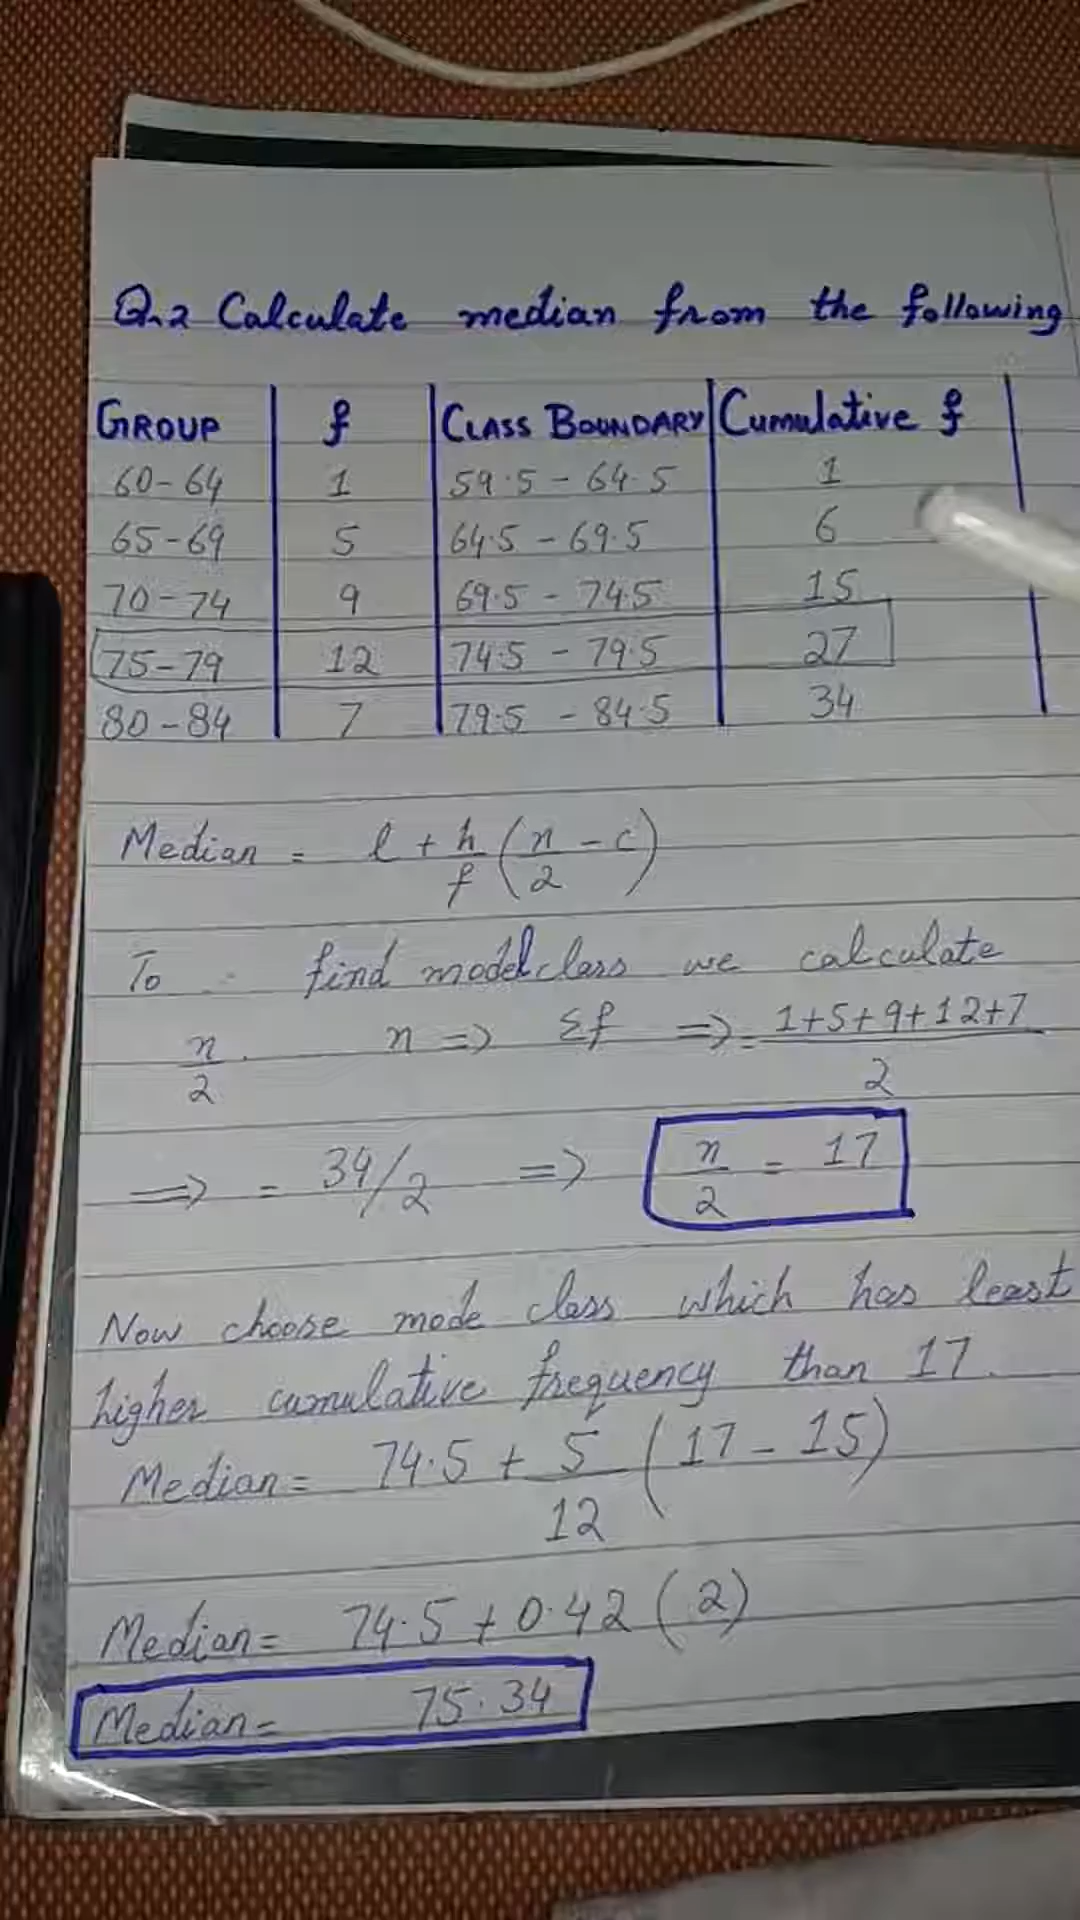 Q.2 Calculate median from the following
GROUP f CLASS BOUNDARY Cumulative f
60-64 1 59.5 - 64.5 1
65-69 5 64.5 - 69.5 6
70-74 9 69.5 - 74.5 15
75-79 12 74.5 - 79.5 27
80-84 7 79.5 - 84.5 34
Median = l + h/f (n/2 - c)
To find model class we calculate
n/2 . n => Σf => = 1+5+9+12+7 / 2
=> = 34/2 => n/2 = 17
Now choose mode class which has least
higher cumulative frequency than 17.
Median = 74.5 + 5/12 (17 - 15)
Median = 74.5 + 0.42 (2)
Median = 75.34